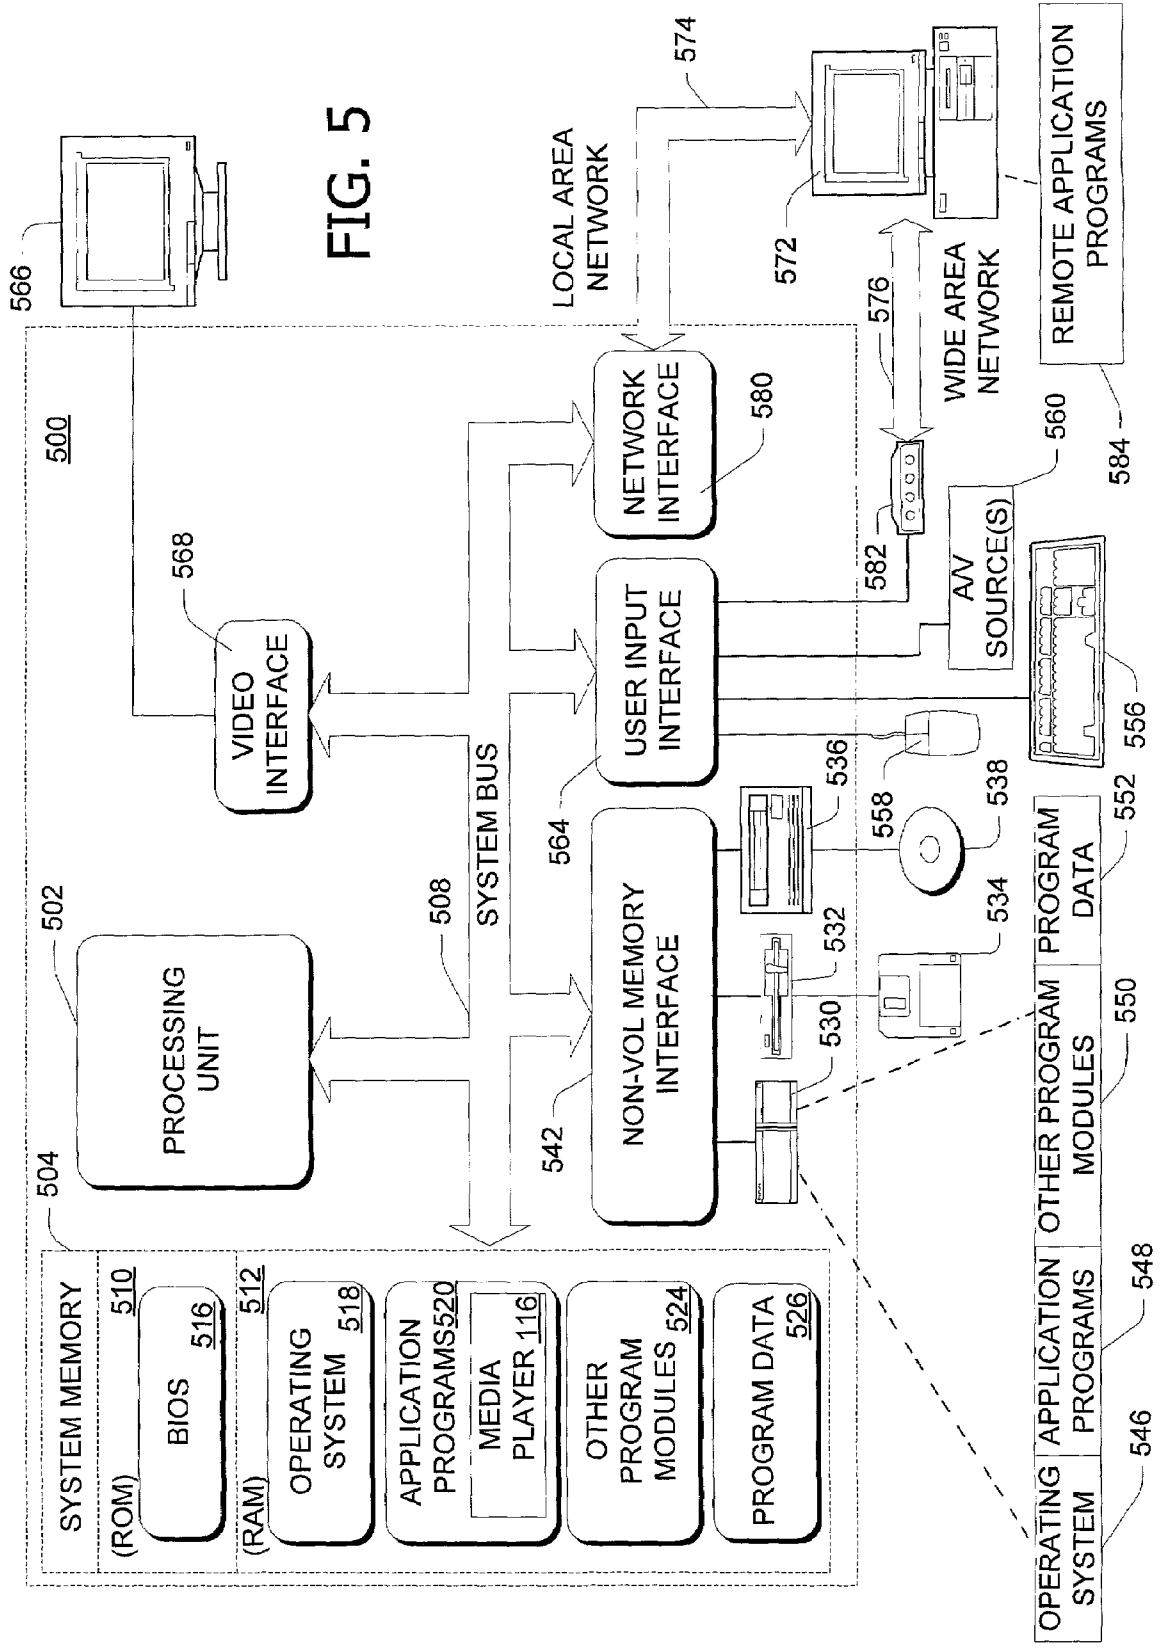 FIG. 5
500
SYSTEM MEMORY
504
(ROM) 510
BIOS 516
(RAM) 512
OPERATING
SYSTEM 518
APPLICATION
PROGRAMS 520
MEDIA
PLAYER 116
OTHER
PROGRAM
MODULES 524
PROGRAM DATA
526
PROCESSING
UNIT
502
508
SYSTEM BUS
VIDEO
INTERFACE
568
566
NON-VOL MEMORY
INTERFACE
542
USER INPUT
INTERFACE
564
NETWORK
INTERFACE
580
LOCAL AREA
NETWORK
574
572
576
WIDE AREA
NETWORK
582
530
532
534
536
538
558
556
A/V
SOURCE(S)
560
REMOTE APPLICATION
PROGRAMS
584
OPERATING
SYSTEM
546
APPLICATION
PROGRAMS
548
OTHER PROGRAM
MODULES
550
PROGRAM
DATA
552